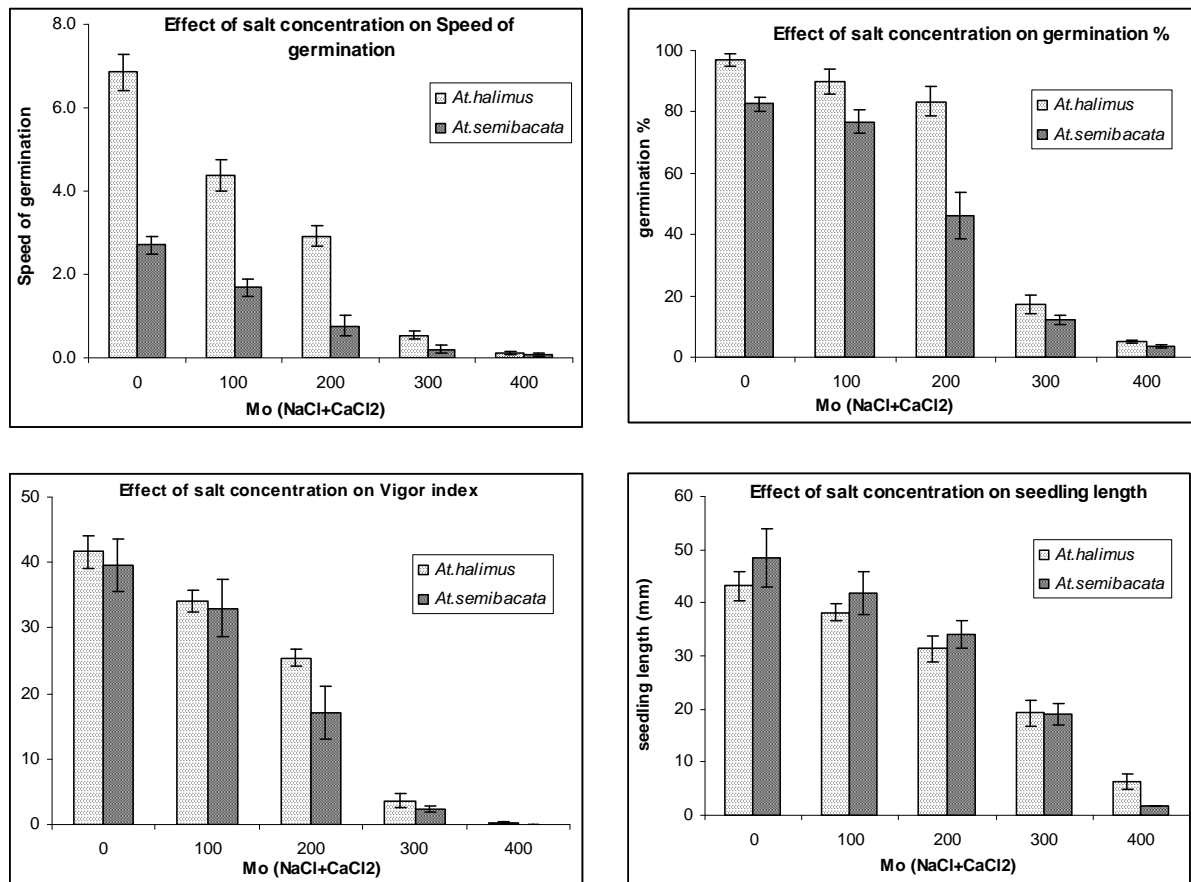 Effect of salt concentration on Speed of
germination
8.0
6.0
4.0
2.0
0.0
Speed of germination
At.halimus
At.semibacata
0 100 200 300 400
Mo (NaCl+CaCl2)
Effect of salt concentration on germination %
100
80
60
40
20
0
germination %
At.halimus
At.semibacata
0 100 200 300 400
Mo (NaCl+CaCl2)
Effect of salt concentration on Vigor index
50
40
30
20
10
0
At.halimus
At.semibacata
0 100 200 300 400
Mo (NaCl+CaCl2)
Effect of salt concentration on seedling length
60
50
40
30
20
10
0
seedling length (mm)
At.halimus
At.semibacata
0 100 200 300 400
Mo (NaCl+CaCl2)